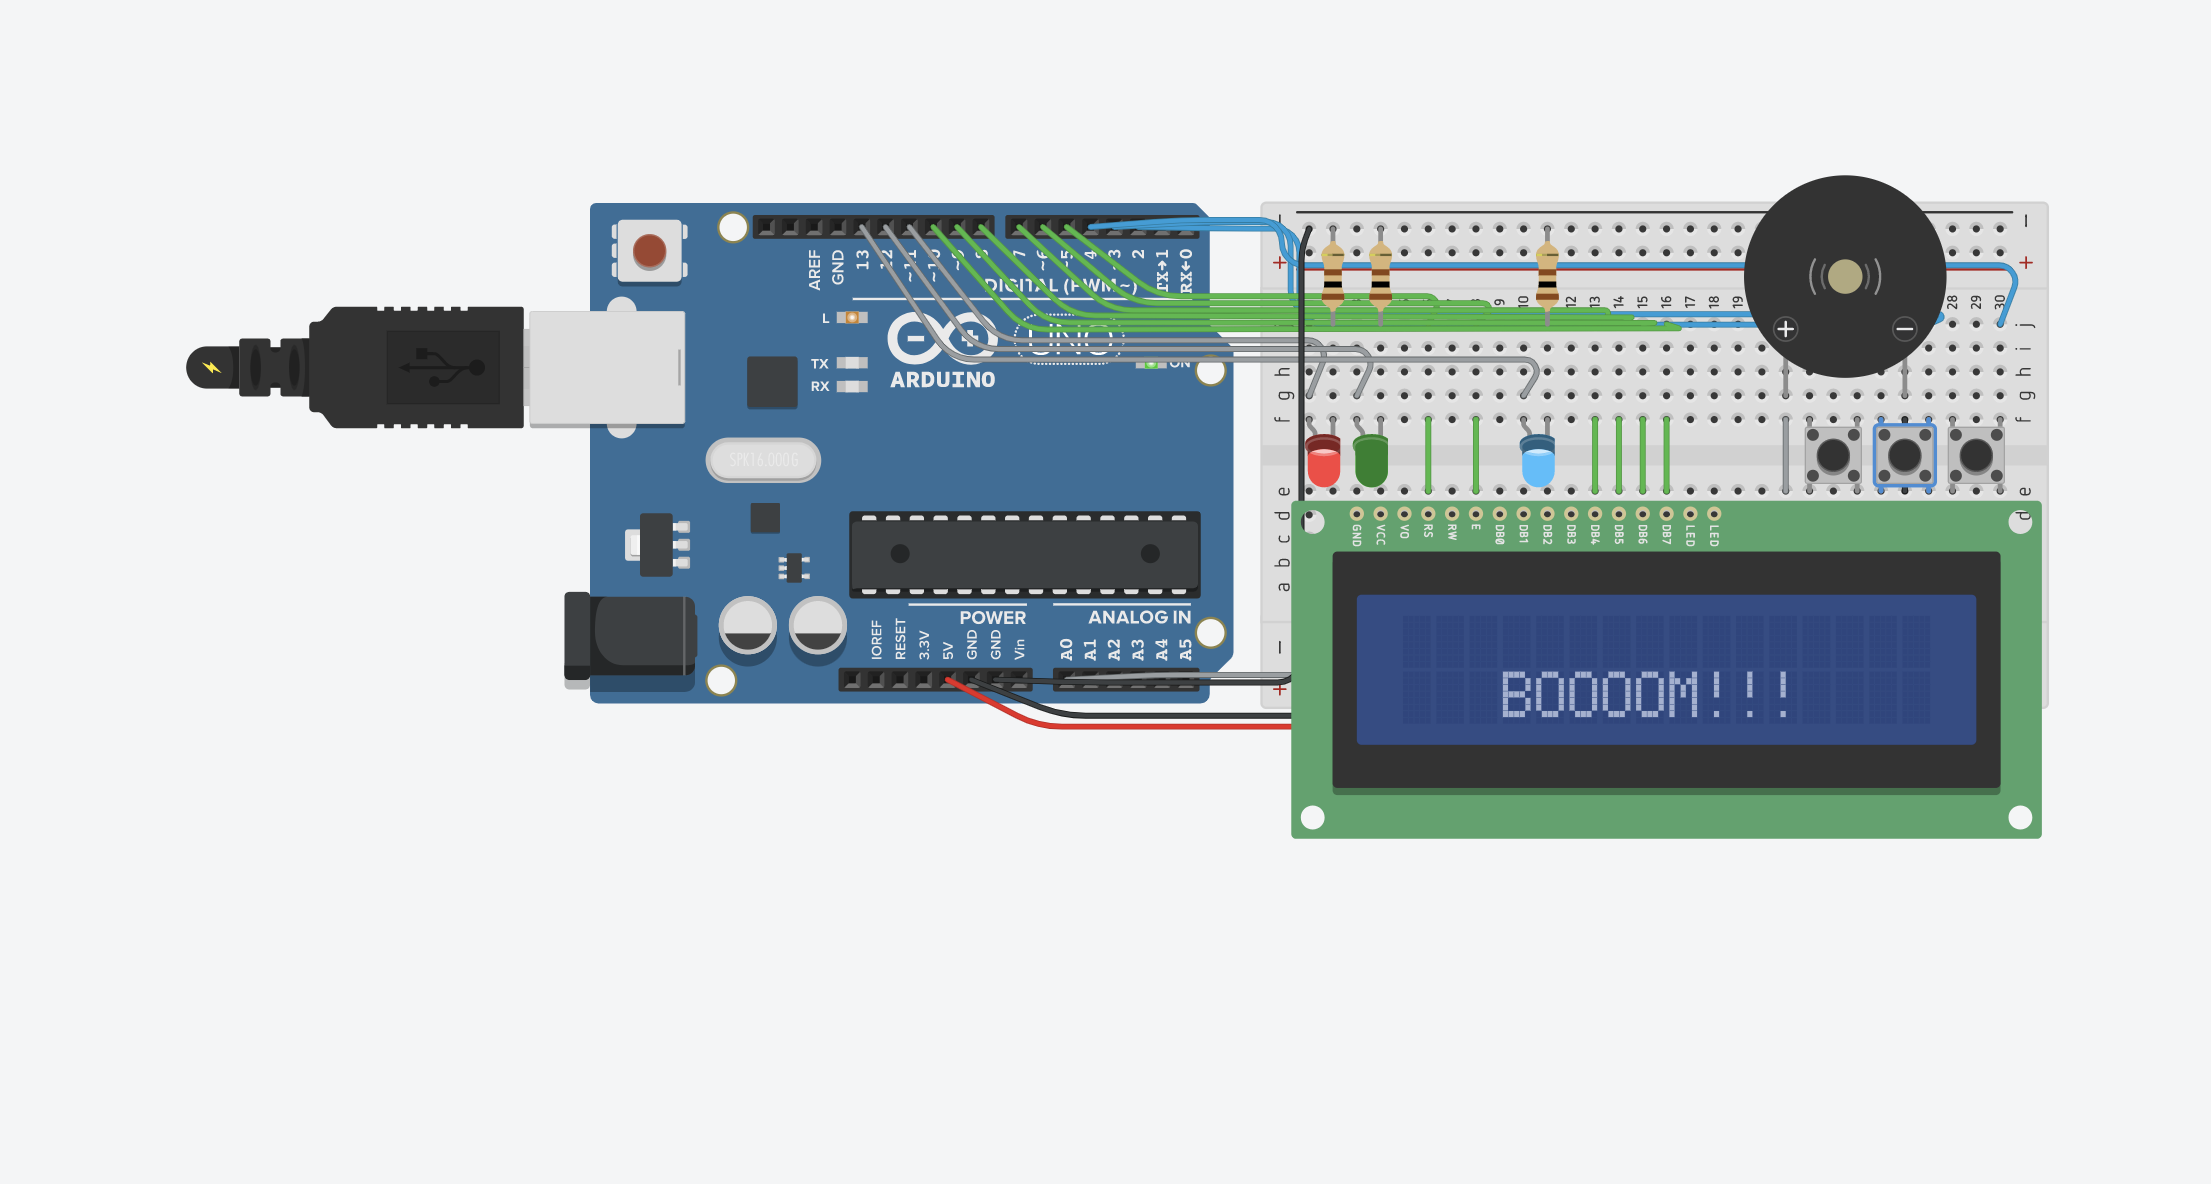 AREF
GND
13
12
~11
~10
~9
8
7
~6
~5
4
~3
2
TX→1
RX←0
DIGITAL (PWM~)
L
TX
RX
UNO
ON
ARDUINO
SPK16.000G
POWER
ANALOG IN
IOREF
RESET
3.3V
5V
GND
GND
Vin
A0
A1
A2
A3
A4
A5
− −
+ +
9 10 12 13 14 15 16 17 18 19 28 29 30
j
i
h h
g g
f f
e e
d d
c
b
a
−
+
+ −
GND VCC VO RS RW E DB0 DB1 DB2 DB3 DB4 DB5 DB6 DB7 LED LED
BOOOOM!!!